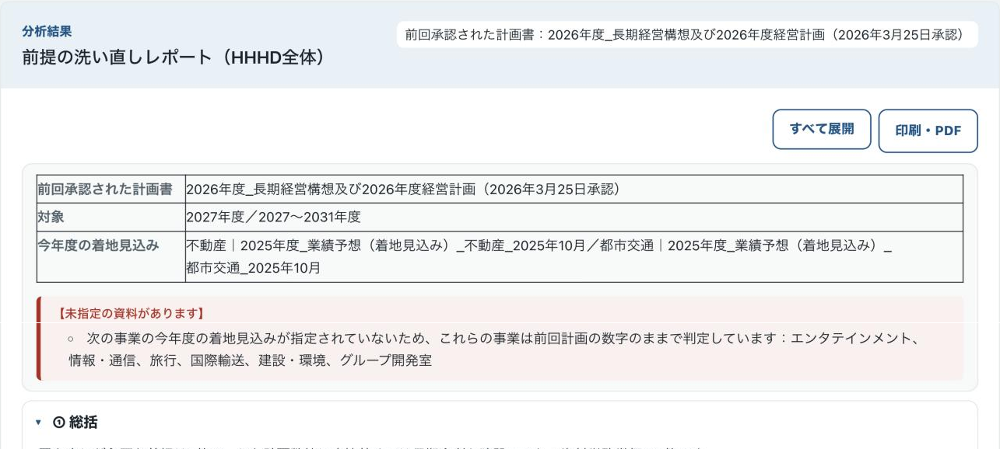 分析結果
前提の洗い直しレポート（HHHD全体）
前回承認された計画書：2026年度_長期経営構想及び2026年度経営計画（2026年3月25日承認）
すべて展開
印刷・PDF
前回承認された計画書 2026年度_長期経営構想及び2026年度経営計画（2026年3月25日承認）
対象 2027年度／2027〜2031年度
今年度の着地見込み 不動産｜2025年度_業績予想（着地見込み）_不動産_2025年10月／都市交通｜2025年度_業績予想（着地見込み）_
都市交通_2025年10月
【未指定の資料があります】
○ 次の事業の今年度の着地見込みが指定されていないため、これらの事業は前回計画の数字のままで判定しています：エンタテインメント、
情報・通信、旅行、国際輸送、建設・環境、グループ開発室
▼ ① 総括